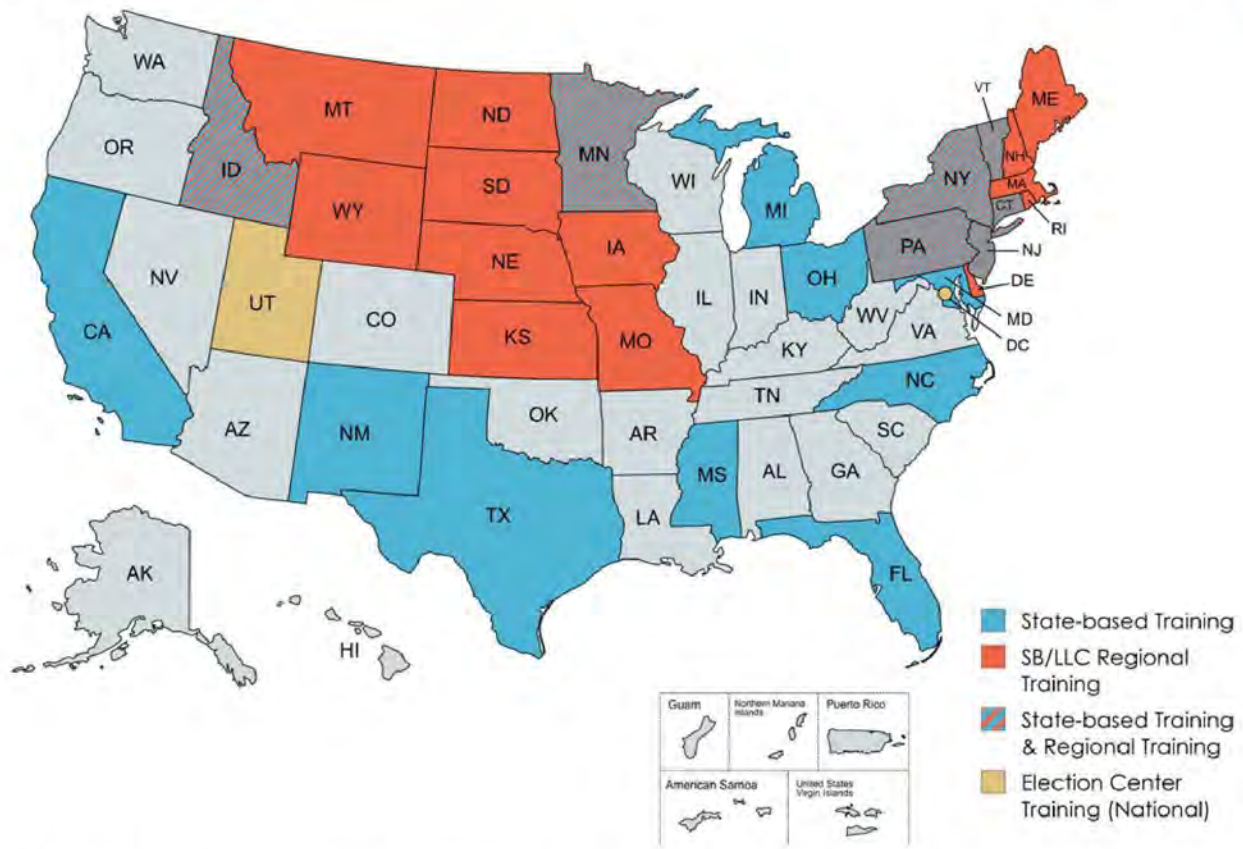 WA
MT
ND
MN
VT
ME
OR
ID
SD
WI
NY
NH
MA
WY
MI
CT
RI
IA
PA
NJ
NE
NV
OH
DE
UT
IL
IN
CA
CO
WV
MD
KS
MO
VA
DC
KY
NC
TN
OK
AZ
NM
AR
SC
MS
AL
GA
TX
LA
FL
AK
HI
State-based Training
SB/LLC Regional
Training
State-based Training
& Regional Training
Election Center
Training (National)
Guam
Northern Mariana
Islands
Puerto Rico
American Samoa
United States
Virgin Islands